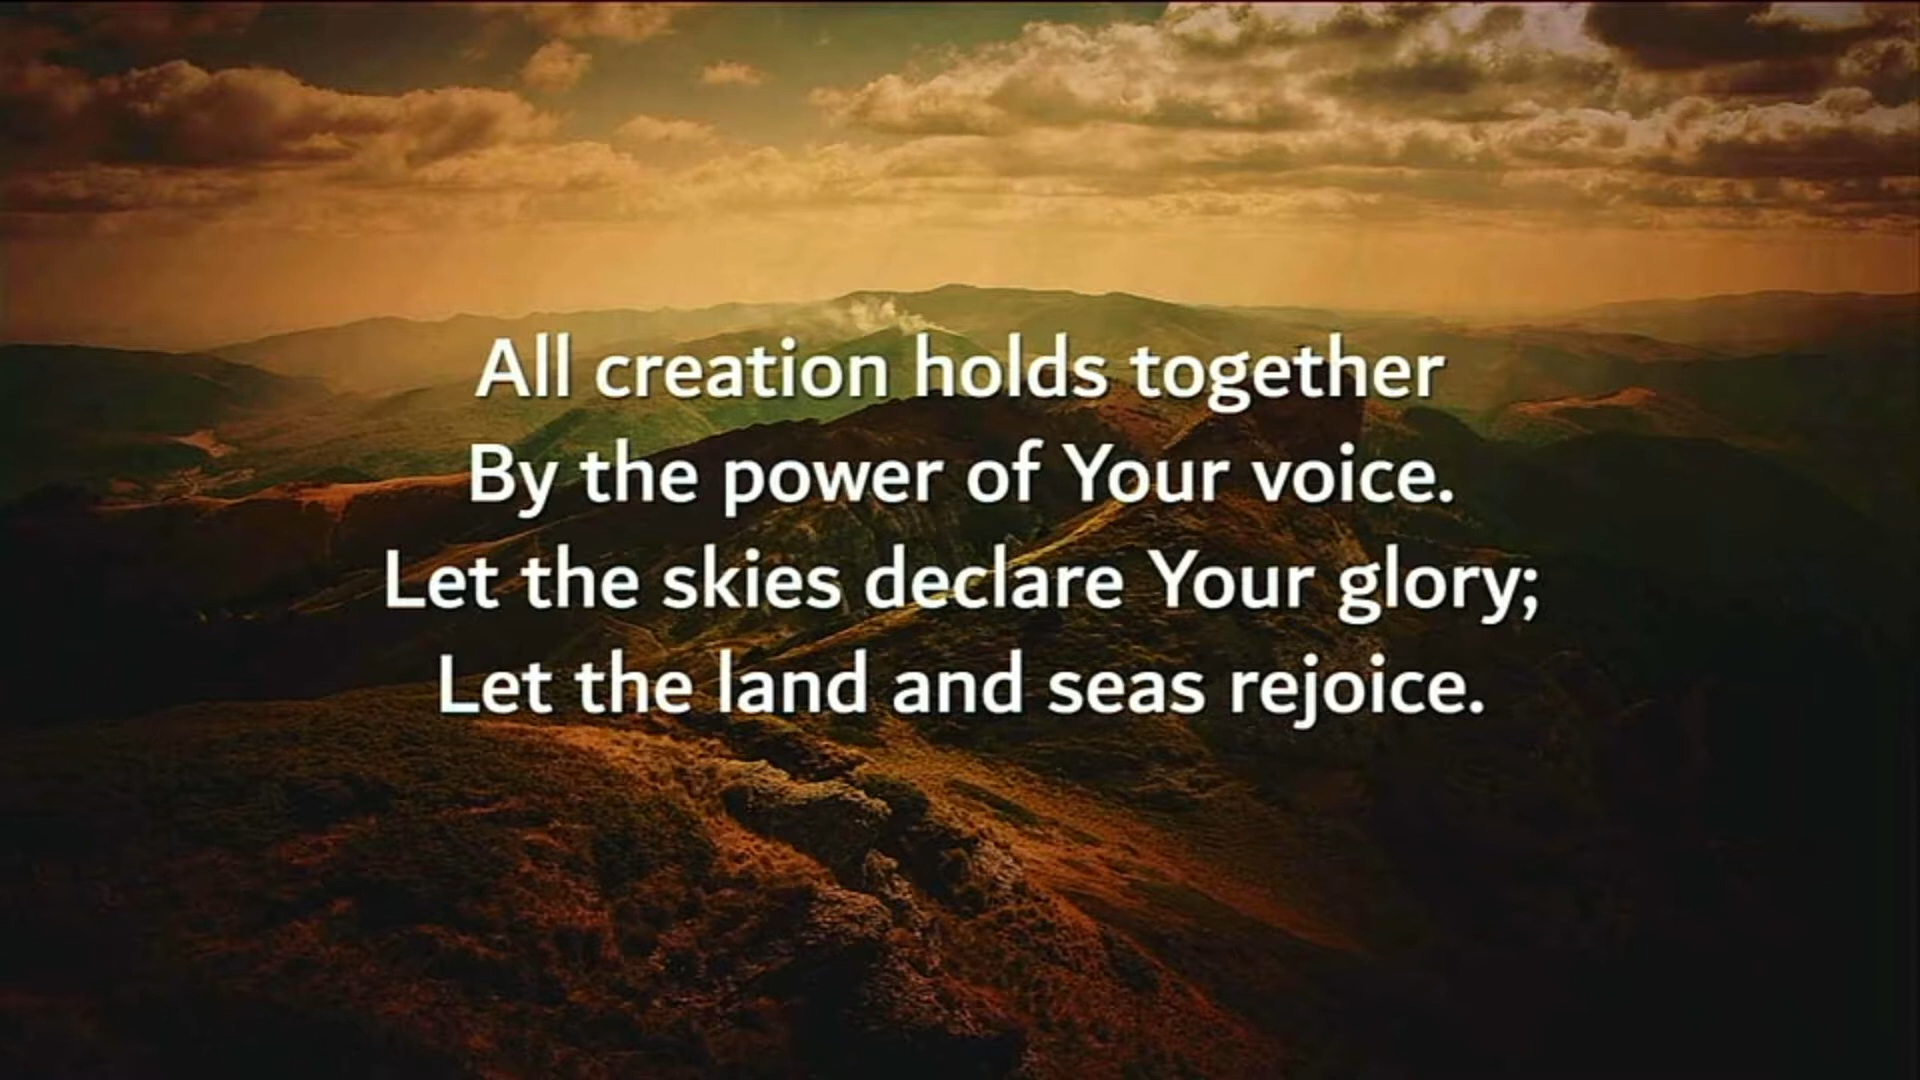 All creation holds together
By the power of Your voice.
Let the skies declare Your glory;
Let the land and seas rejoice.